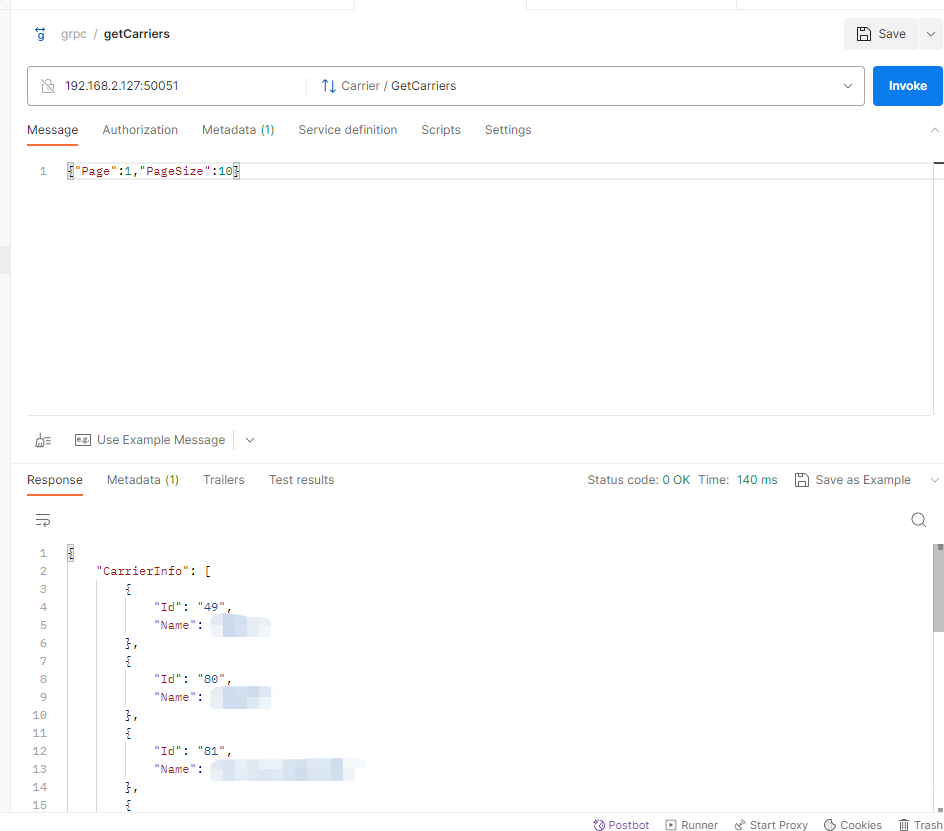 grpc / getCarriers
Save
192.168.2.127:50051
Carrier / GetCarriers
Invoke
Message Authorization Metadata (1) Service definition Scripts Settings
1 {"Page":1,"PageSize":10}
e.g. Use Example Message
Response Metadata (1) Trailers Test results Status code: 0 OK Time: 140 ms Save as Example
1 {
2 "CarrierInfo": [
3 {
4 "Id": "49",
5 "Name":
6 },
7 {
8 "Id": "80",
9 "Name":
10 },
11 {
12 "Id": "81",
13 "Name":
14 },
15 {
Postbot Runner Start Proxy Cookies Trash